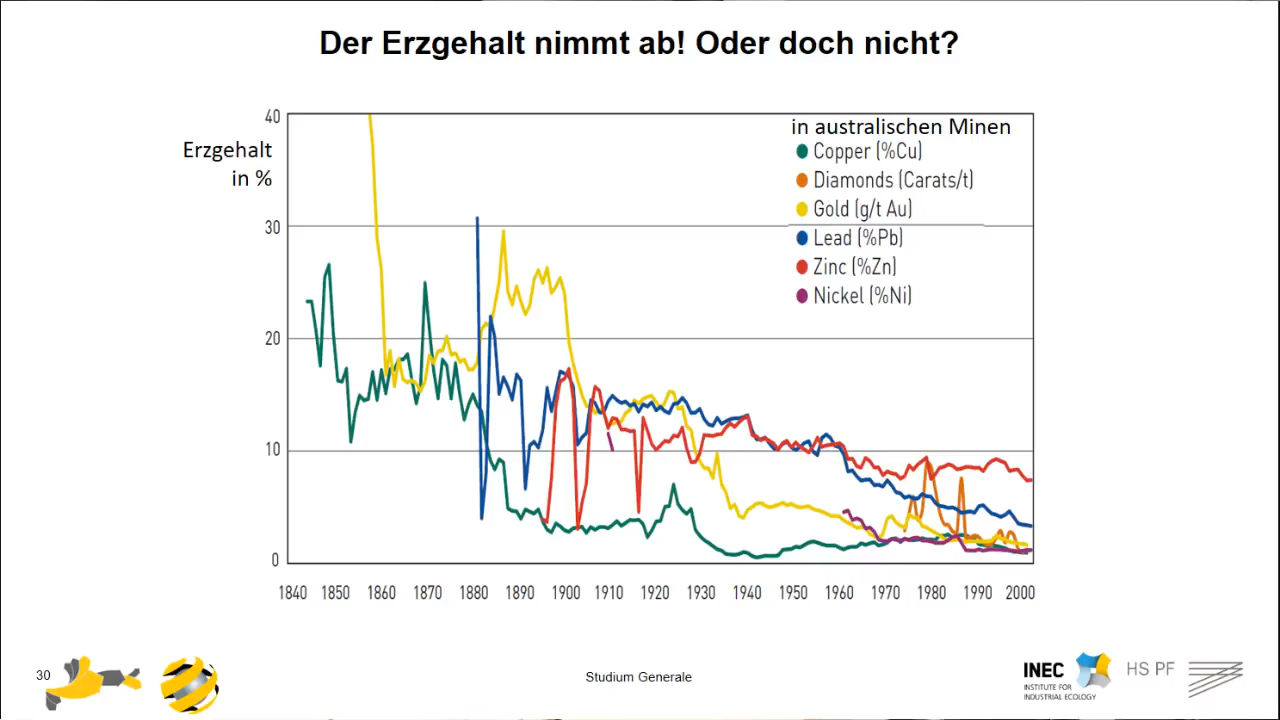 Der Erzgehalt nimmt ab! Oder doch nicht?
Erzgehalt
in %
40
30
20
10
0
in australischen Minen
Copper (%Cu)
Diamonds (Carats/t)
Gold (g/t Au)
Lead (%Pb)
Zinc (%Zn)
Nickel (%Ni)
1840 1850 1860 1870 1880 1890 1900 1910 1920 1930 1940 1950 1960 1970 1980 1990 2000
30
Studium Generale
INEC
INSTITUTE FOR
INDUSTRIAL ECOLOGY
HS PF